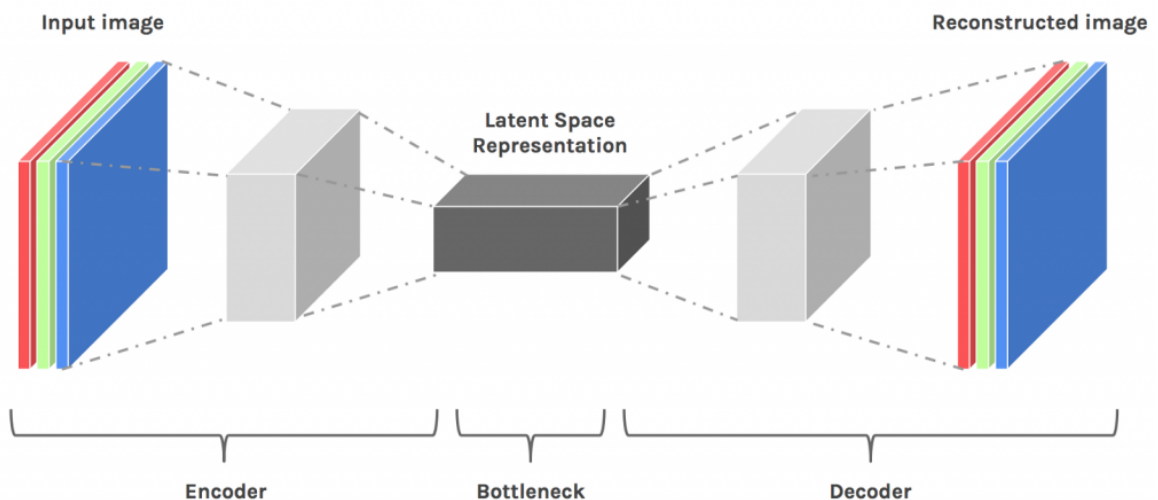 Input image
Reconstructed image
Latent Space
Representation
Encoder
Bottleneck
Decoder